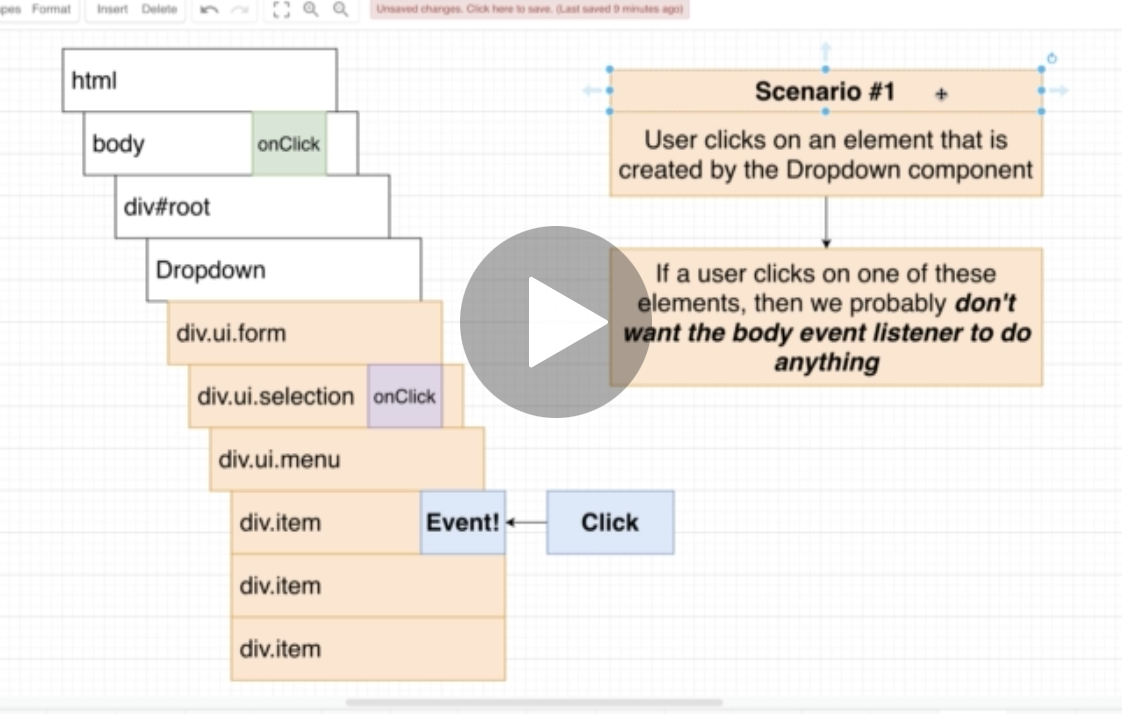 Format Insert Delete
Unsaved changes. Click here to save. (Last saved 9 minutes ago)
html
body
onClick
div#root
Dropdown
div.ui.form
div.ui.selection
onClick
div.ui.menu
div.item
Event!
Click
div.item
div.item
Scenario #1
User clicks on an element that is
created by the Dropdown component
If a user clicks on one of these
elements, then we probably don't
want the body event listener to do
anything